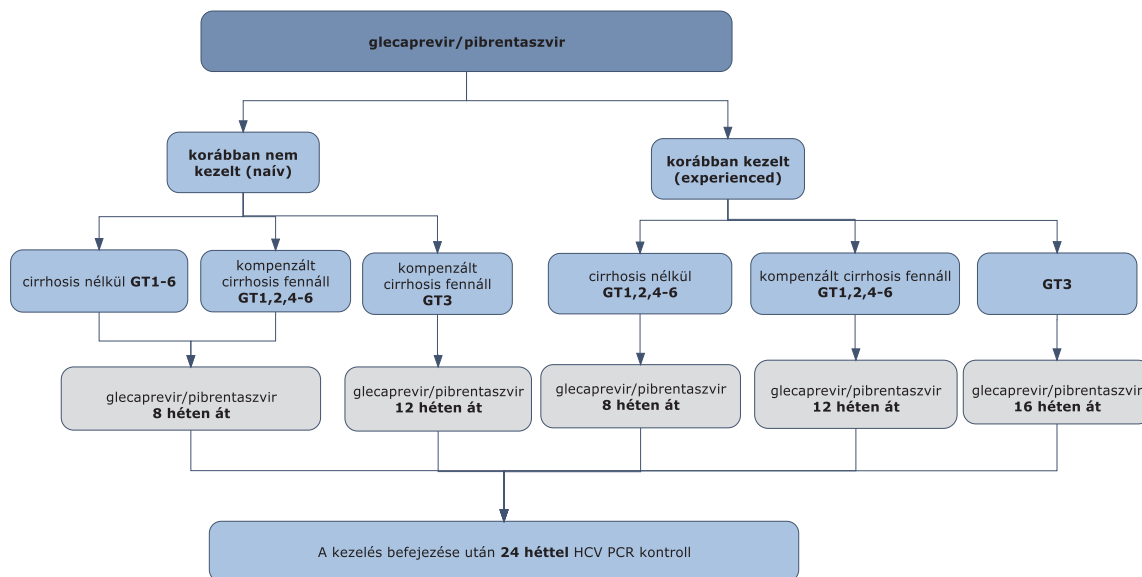 glecaprevir/pibrentaszvir
korábban nem
kezelt (naív)
korábban kezelt
(experienced)
cirrhosis nélkül GT1-6
kompenzált
cirrhosis fennáll
GT1,2,4-6
kompenzált
cirrhosis fennáll
GT3
cirrhosis nélkül
GT1,2,4-6
kompenzált cirrhosis fennáll
GT1,2,4-6
GT3
glecaprevir/pibrentaszvir
8 héten át
glecaprevir/pibrentaszvir
12 héten át
glecaprevir/pibrentaszvir
8 héten át
glecaprevir/pibrentaszvir
12 héten át
glecaprevir/pibrentaszvir
16 héten át
A kezelés befejezése után 24 héttel HCV PCR kontroll